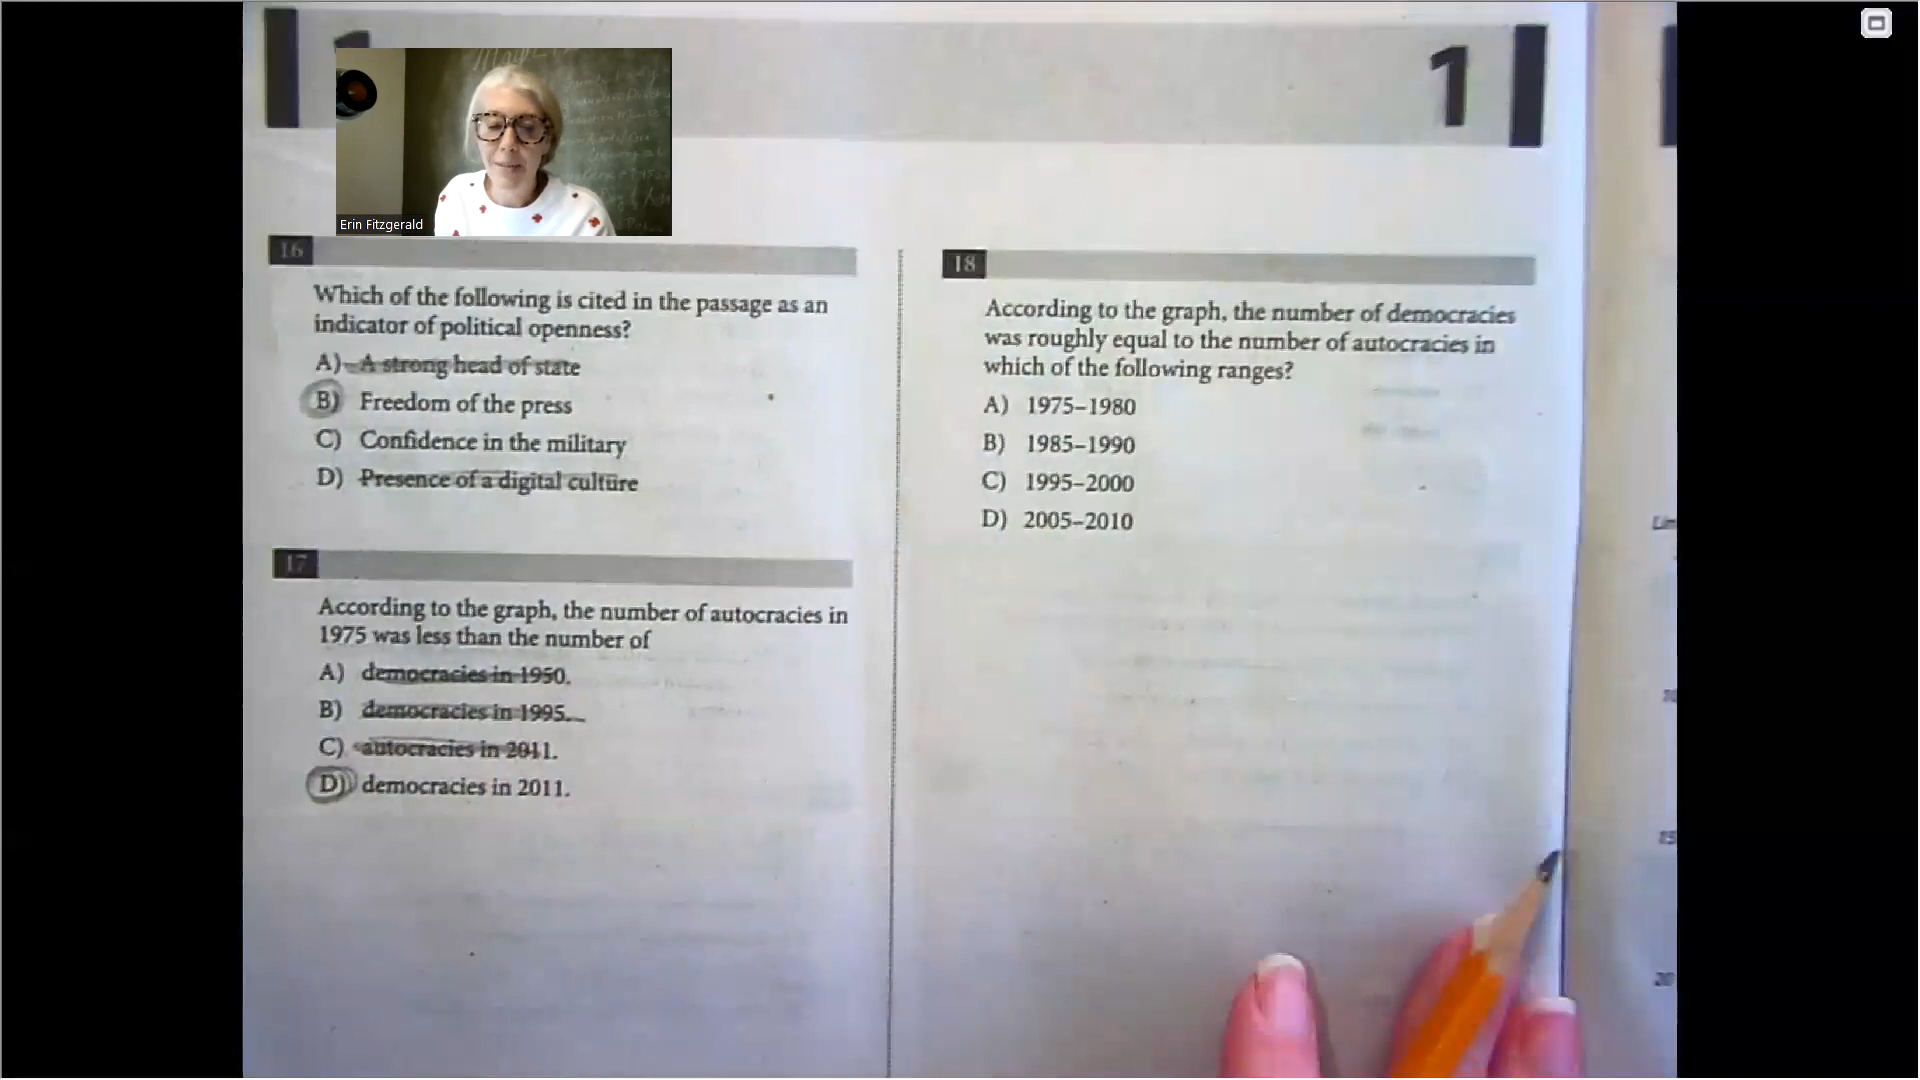 1
Erin Fitzgerald
16
Which of the following is cited in the passage as an
indicator of political openness?
A) A strong head of state
B) Freedom of the press
C) Confidence in the military
D) Presence of a digital culture
17
According to the graph, the number of autocracies in
1975 was less than the number of
A) democracies in 1950.
B) democracies in 1995.
C) autocracies in 2011.
D) democracies in 2011.
18
According to the graph, the number of democracies
was roughly equal to the number of autocracies in
which of the following ranges?
A) 1975–1980
B) 1985–1990
C) 1995–2000
D) 2005–2010